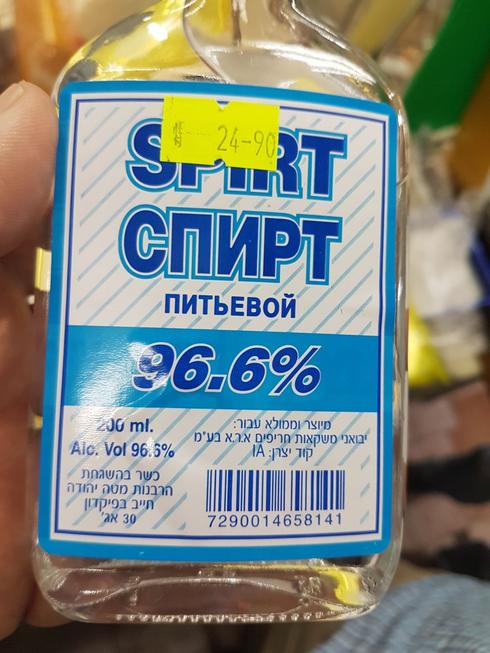 24-90
SPIRT
СПИРТ
ПИТЬЕВОЙ
96.6%
200 ml.
Alc. Vol 96.6%
כשר בהשגחת
הרבנות מטה יהודה
חייב בפיקדון
30 אג'
מיוצר וממולא עבור:
יבואני משקאות חריפים א.ר.א בע"מ
קוד יצרן: IA
7290014658141